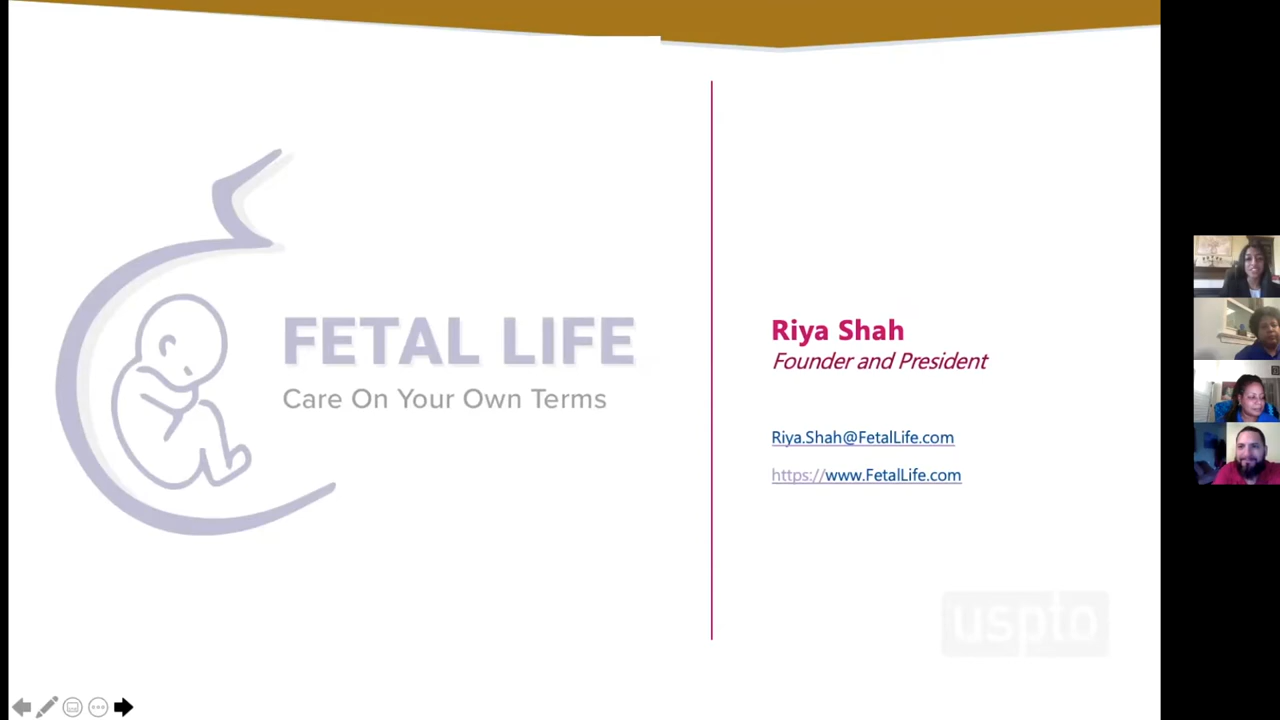 FETAL LIFE
Care On Your Own Terms
Riya Shah
Founder and President
Riya.Shah@FetalLife.com
https://www.FetalLife.com
uspto